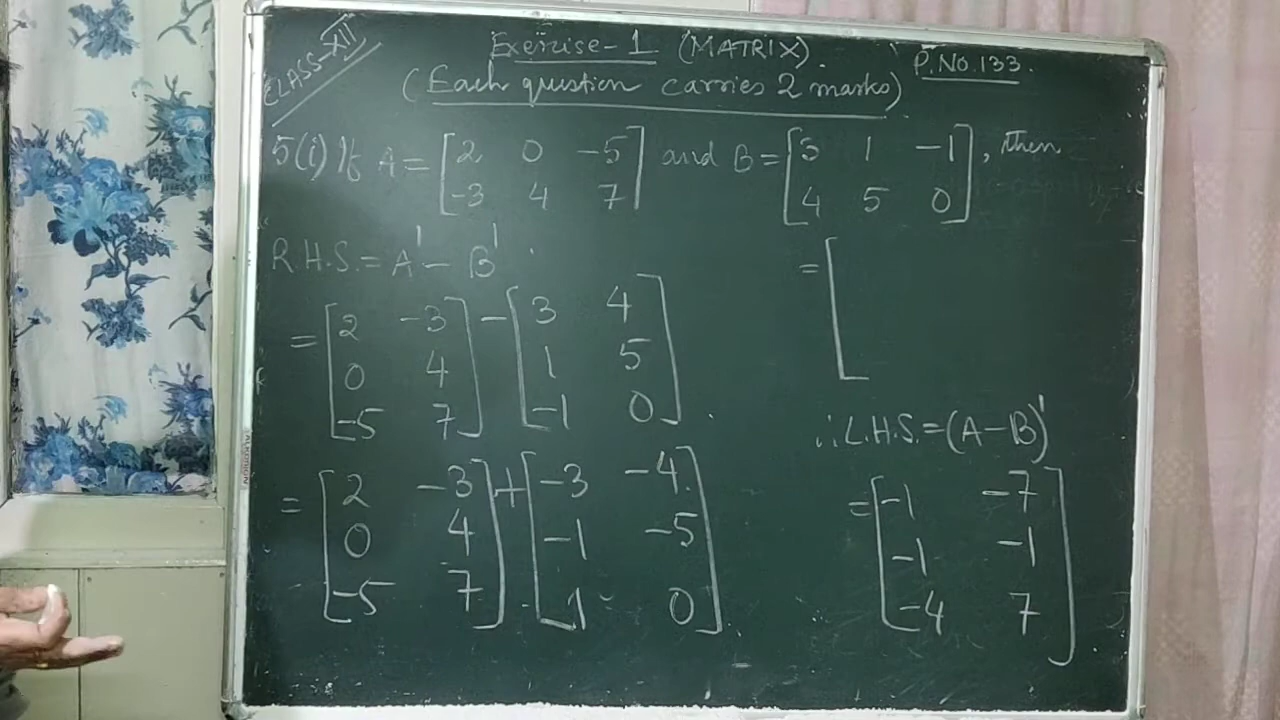 CLASS-XII
Exercise-1 (MATRIX).
P.NO.133.
(Each question carries 2 marks)
5(i) If A = [2 0 -5] and B = [3 1 -1], then
[-3 4 7] [4 5 0]
R.H.S. = A' - B'
= [2 -3] - [3 4]
[0 4] [1 5]
[-5 7] [-1 0]
= [2 -3] + [-3 -4]
[0 4] [-1 -5]
[-5 7] [1 0]
= [
∴ L.H.S. = (A-B)'
= [-1 -7]
[-1 -1]
[-4 7]